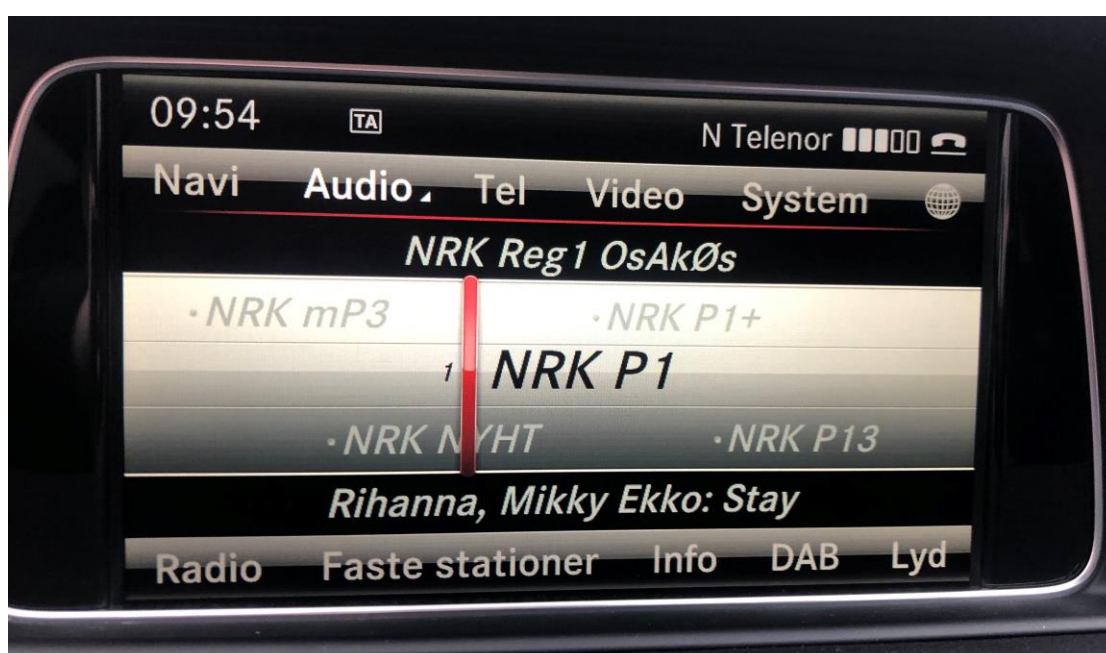 09:54 TA N Telenor
Navi Audio Tel Video System
NRK Reg1 OsAkØs
·NRK mP3 ·NRK P1+
1 NRK P1
·NRK NYHT ·NRK P13
Rihanna, Mikky Ekko: Stay
Radio Faste stationer Info DAB Lyd